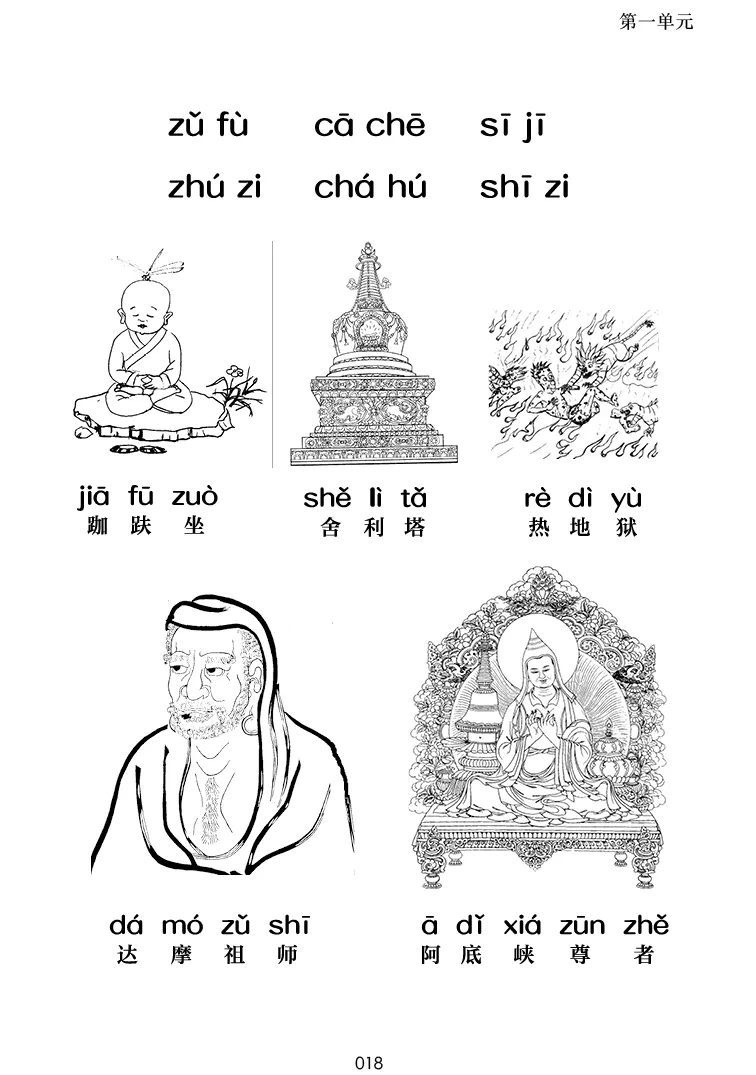 第一单元
zǔ fù cā chē sī jī
zhú zi chá hú shī zi
jiā fū zuò shě lì tǎ rè dì yù
跏 趺 坐 舍 利 塔 热 地 狱
dá mó zǔ shī ā dǐ xiá zūn zhě
达 摩 祖 师 阿 底 峡 尊 者
018